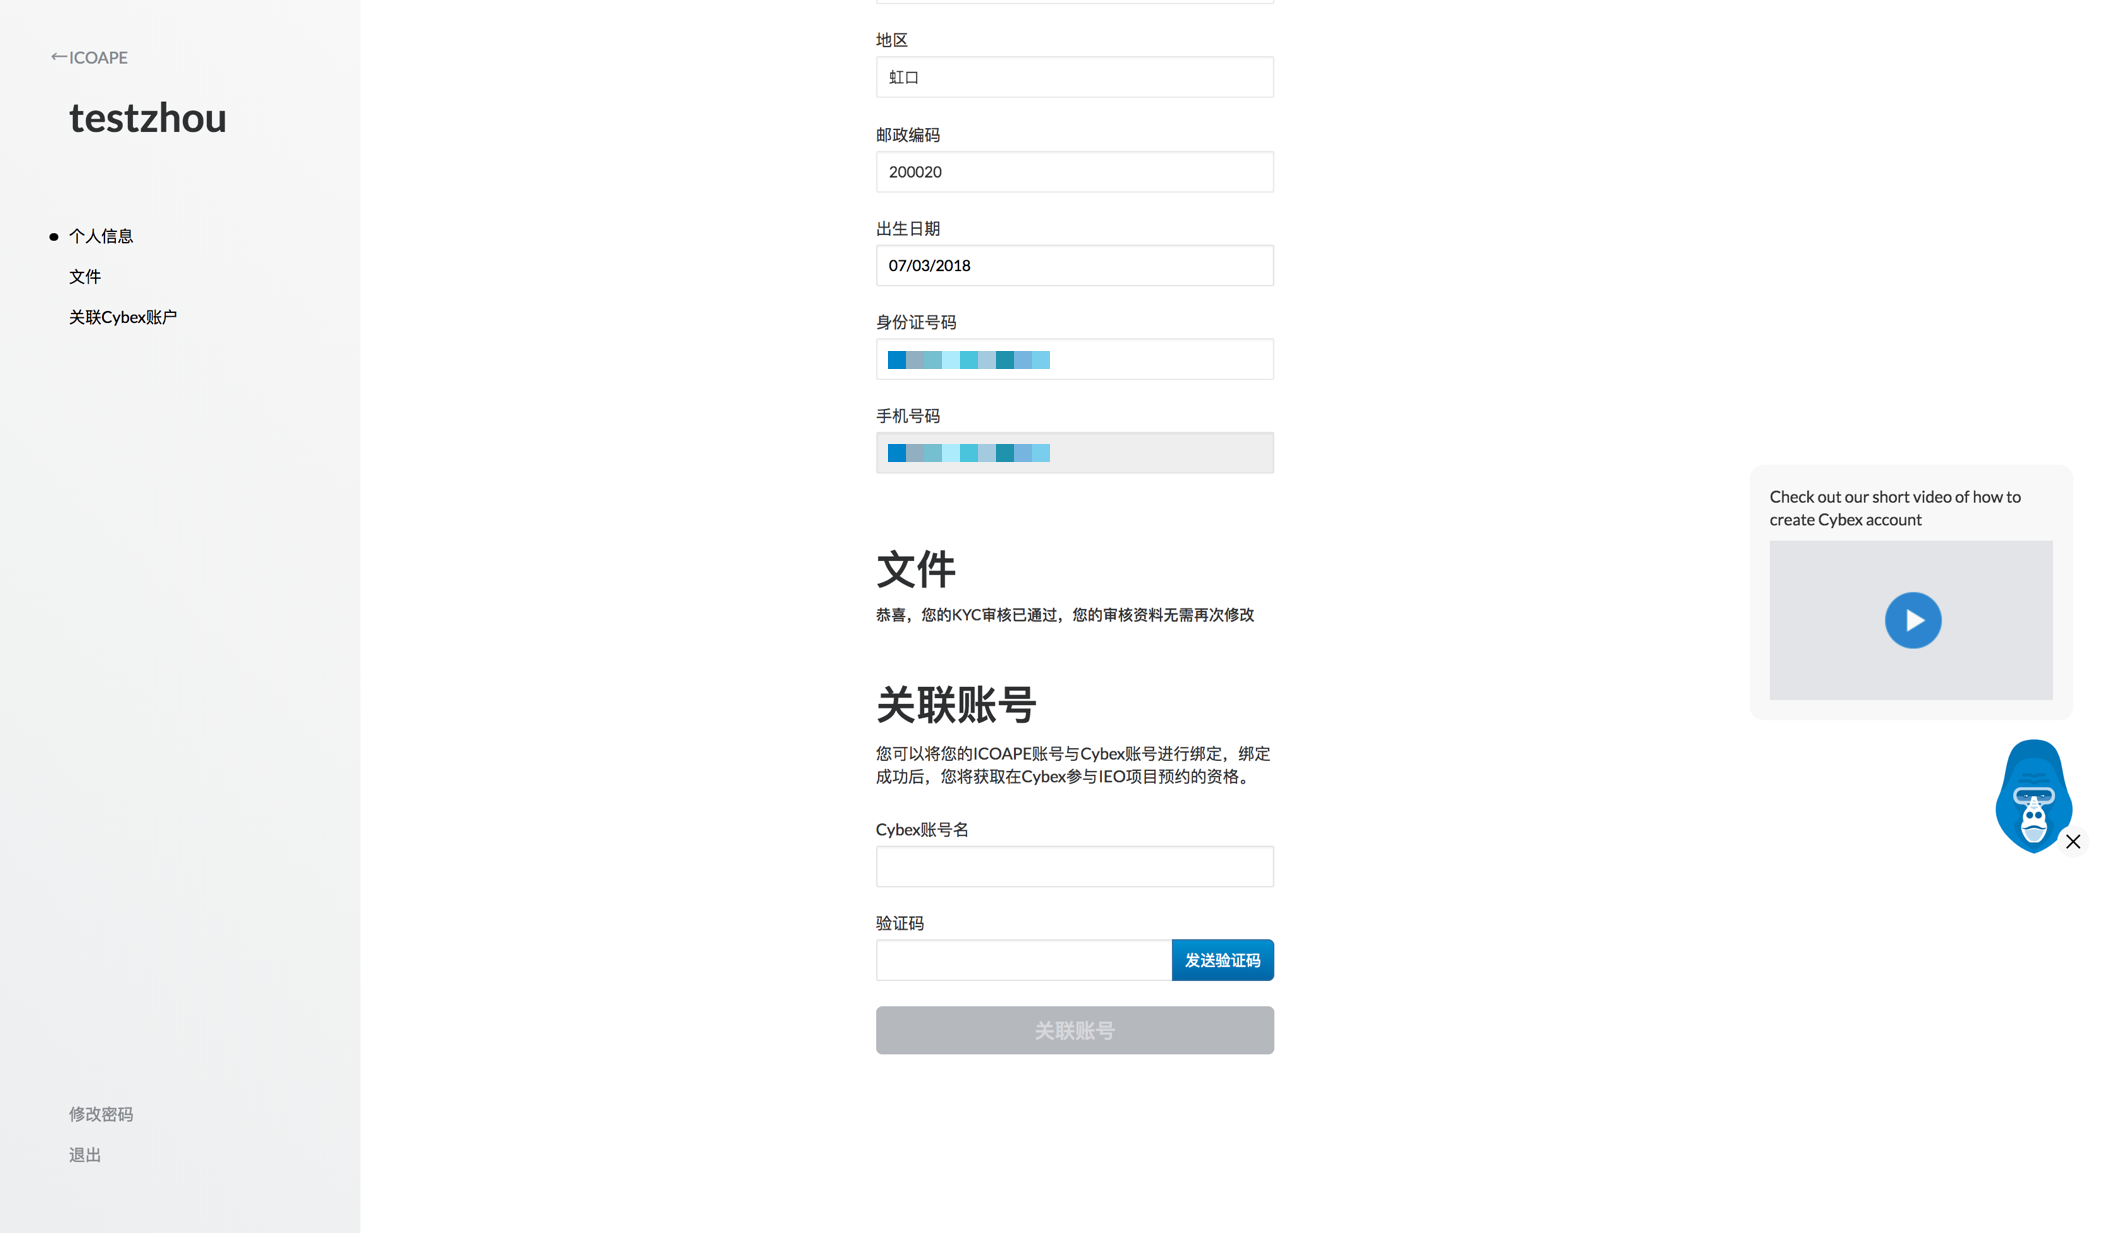 ←ICOAPE
testzhou
个人信息
文件
关联Cybex账户
修改密码
退出
地区
虹口
邮政编码
200020
出生日期
07/03/2018
身份证号码
手机号码
文件
恭喜，您的KYC审核已通过，您的审核资料无需再次修改
关联账号
您可以将您的ICOAPE账号与Cybex账号进行绑定，绑定
成功后，您将获取在Cybex参与IEO项目预约的资格。
Cybex账号名
验证码
发送验证码
关联账号
Check out our short video of how to
create Cybex account